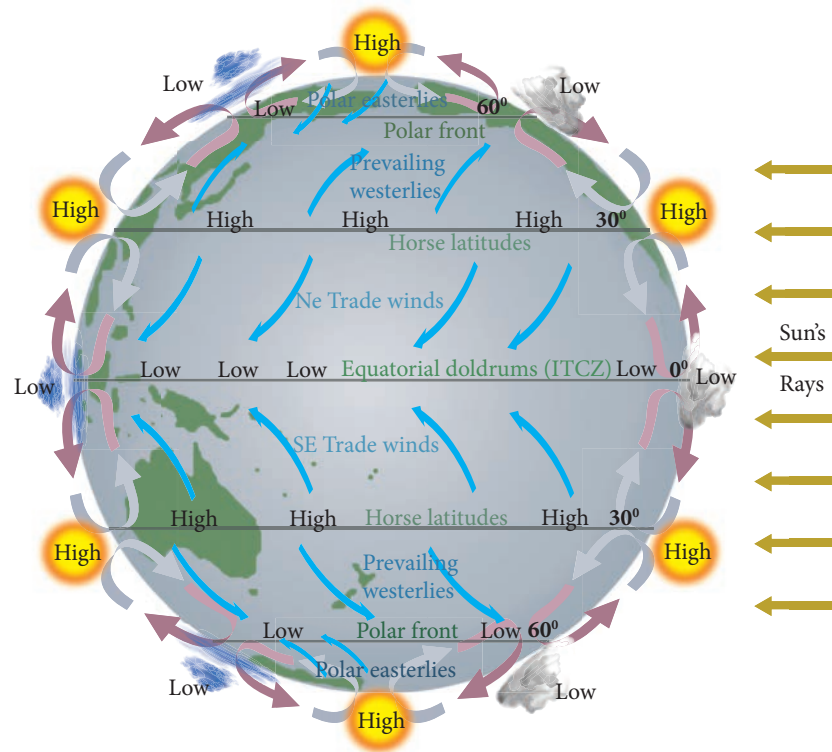 High
Low
Low
Low
Polar easterlies
60⁰
Polar front
Prevailing
westerlies
High
High
High
High
High
30⁰
Horse latitudes
Ne Trade winds
Sun's
Rays
Low
Low
Low
Low
Equatorial doldrums (ITCZ)
Low
0⁰
Low
SE Trade winds
High
High
Horse latitudes
High
30⁰
High
High
Prevailing
westerlies
Low
Polar front
Low
60⁰
Polar easterlies
Low
Low
High